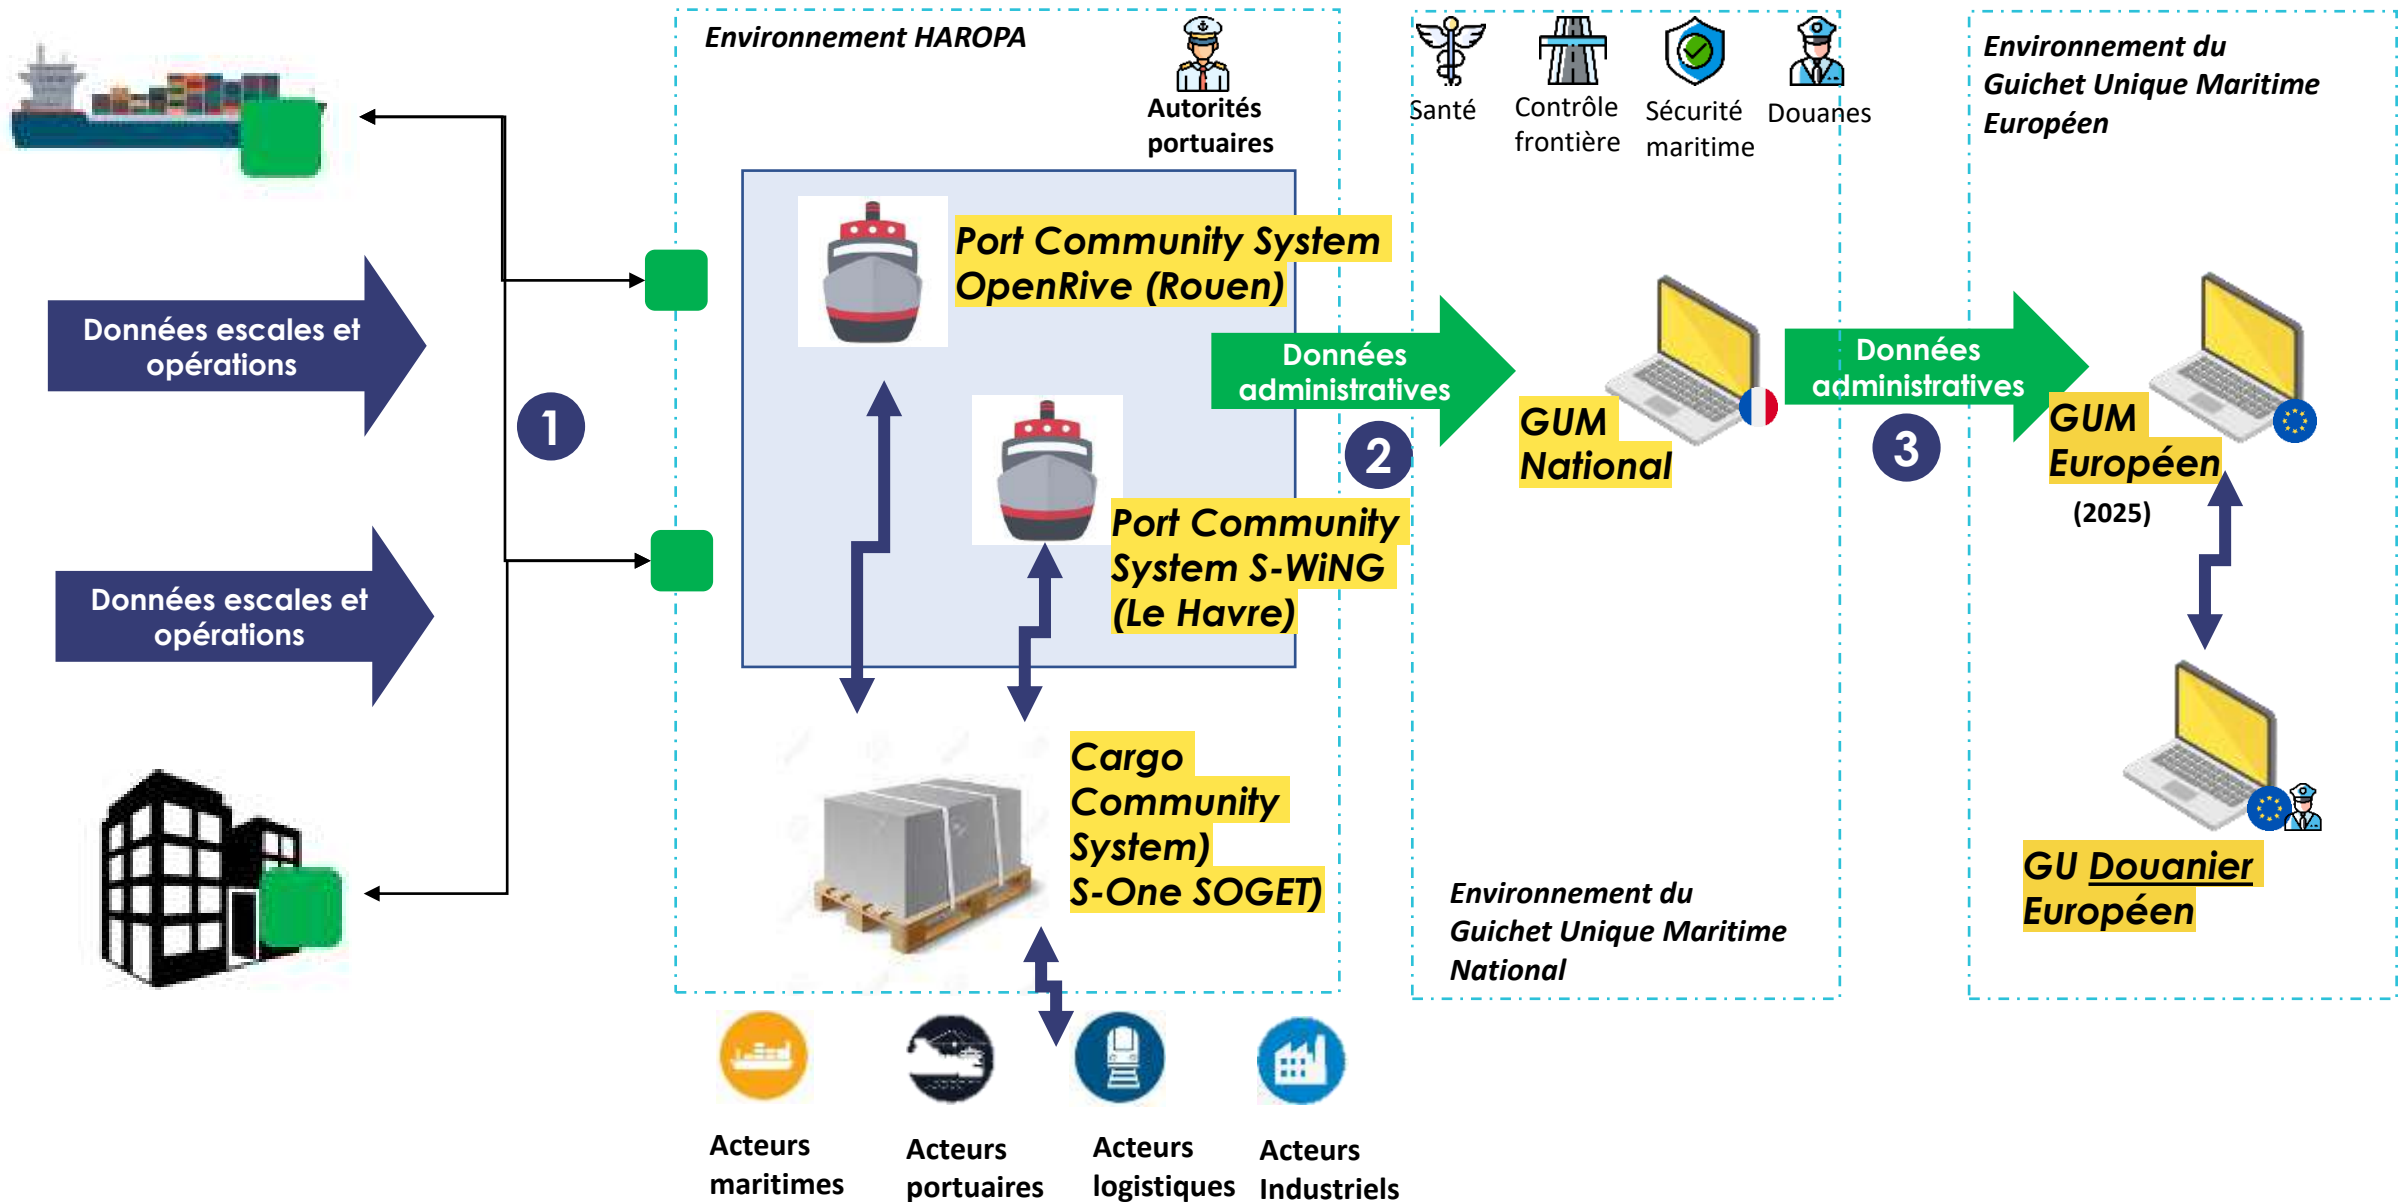 Environnement HAROPA
Autorités
portuaires
Santé
Contrôle
frontière
Sécurité
maritime
Douanes
Environnement du
Guichet Unique Maritime
Européen
Données escales et
opérations
Données escales et
opérations
1
Port Community System
OpenRive (Rouen)
Port Community
System S-WiNG
(Le Havre)
Cargo
Community
System)
S-One SOGET)
Données
administratives
2
GUM
National
Données
administratives
3
GUM
Européen
(2025)
GU Douanier
Européen
Environnement du
Guichet Unique Maritime
National
Acteurs
maritimes
Acteurs
portuaires
Acteurs
logistiques
Acteurs
Industriels